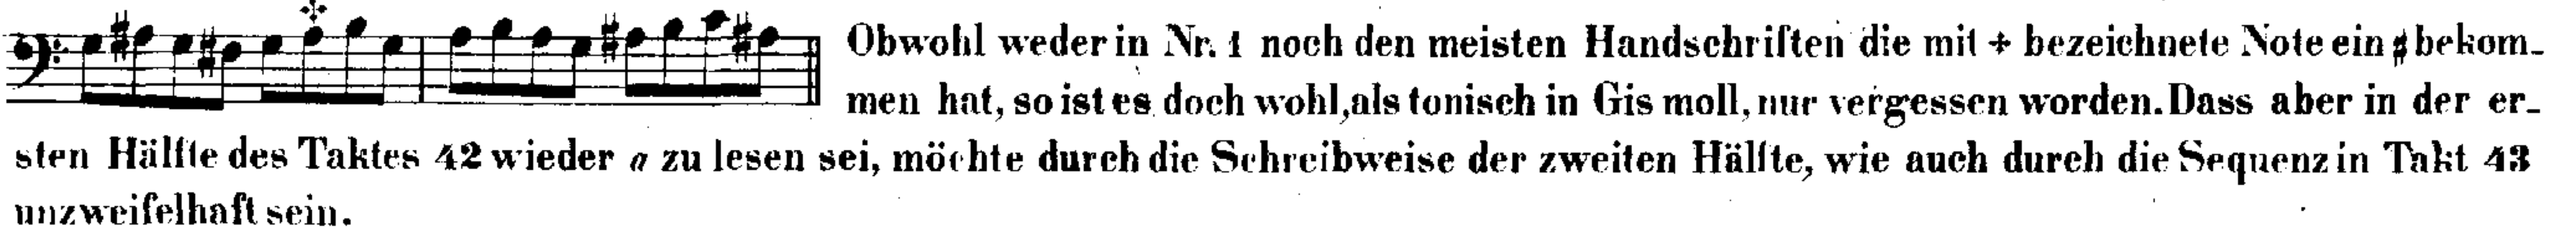 Obwohl weder in Nr. 1 noch den meisten Handschriften die mit + bezeichnete Note ein ♯ bekom-
men hat, so ist es doch wohl, als tonisch in Gis moll, nur vergessen worden. Dass aber in der er-
sten Hälfte des Taktes 42 wieder a zu lesen sei, möchte durch die Schreibweise der zweiten Hälfte, wie auch durch die Sequenz in Takt 43
unzweifelhaft sein.